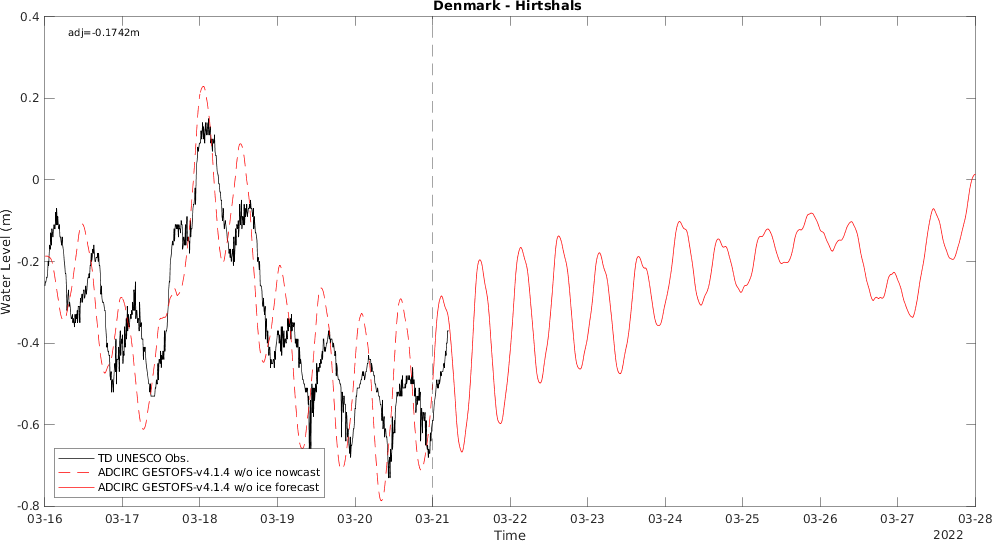 Denmark - Hirtshals
adj=-0.1742m
0.4
0.2
0
-0.2
-0.4
-0.6
-0.8
Water Level (m)
TD UNESCO Obs.
ADCIRC GESTOFS-v4.1.4 w/o ice nowcast
ADCIRC GESTOFS-v4.1.4 w/o ice forecast
03-16 03-17 03-18 03-19 03-20 03-21 03-22 03-23 03-24 03-25 03-26 03-27 03-28
Time
2022